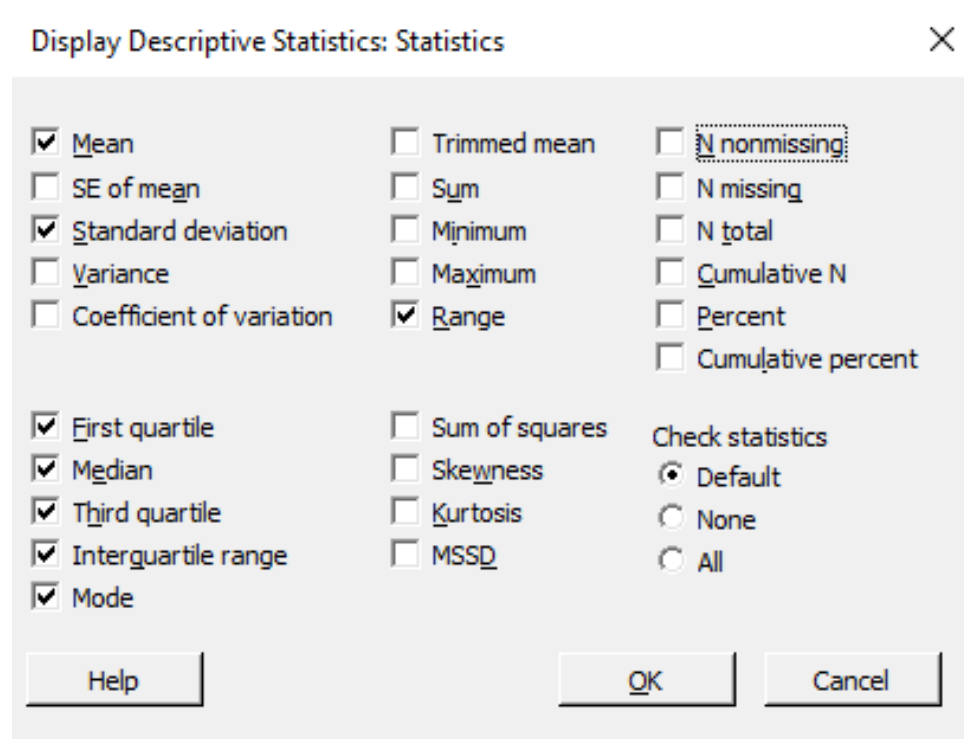 Display Descriptive Statistics: Statistics
Mean
Trimmed mean
N nonmissing
SE of mean
Sum
N missing
Standard deviation
Minimum
N total
Variance
Maximum
Cumulative N
Coefficient of variation
Range
Percent
Cumulative percent
First quartile
Sum of squares
Check statistics
Median
Skewness
Default
Third quartile
Kurtosis
None
Interquartile range
MSSD
All
Mode
Help
OK
Cancel